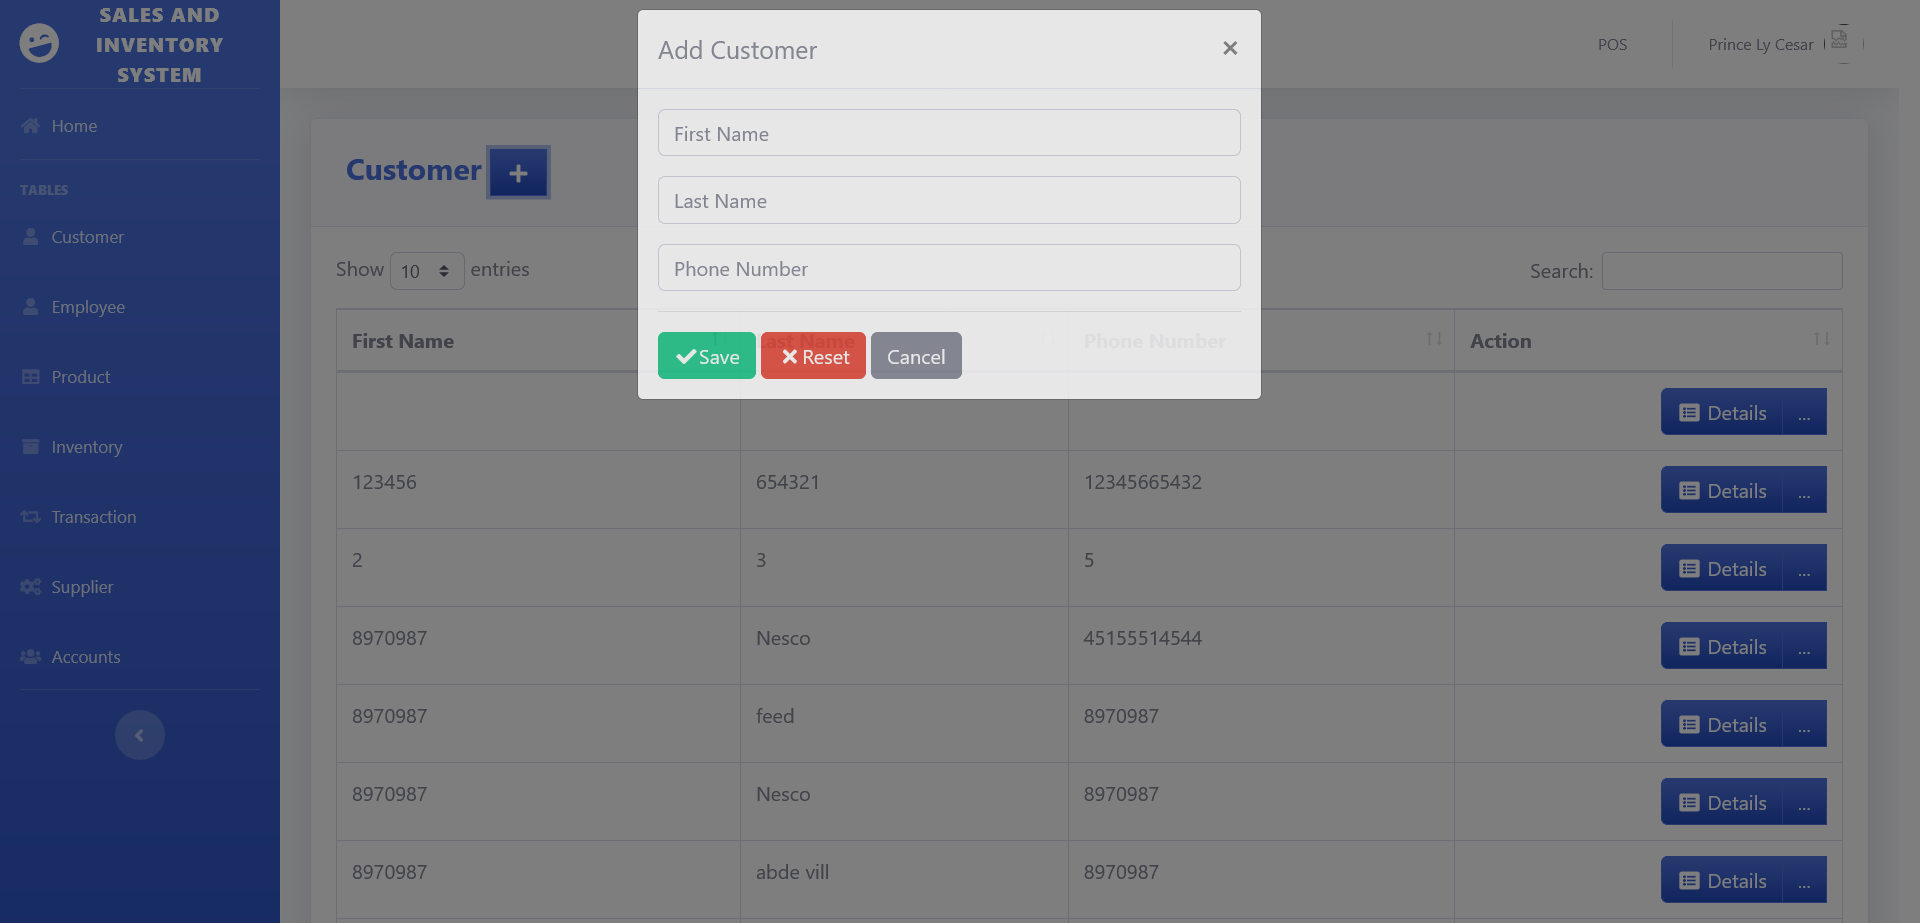 SALES AND
INVENTORY
SYSTEM
Home
TABLES
Customer
Employee
Product
Inventory
Transaction
Supplier
Accounts
POS
Prince Ly Cesar
Add Customer
×
First Name
Last Name
Phone Number
Save
Reset
Cancel
Customer
Show 10 entries
Search:
First Name Last Name Phone Number Action
Details ...
123456 654321 12345665432 Details ...
2 3 5 Details ...
8970987 Nesco 45155514544 Details ...
8970987 feed 8970987 Details ...
8970987 Nesco 8970987 Details ...
8970987 abde vill 8970987 Details ...